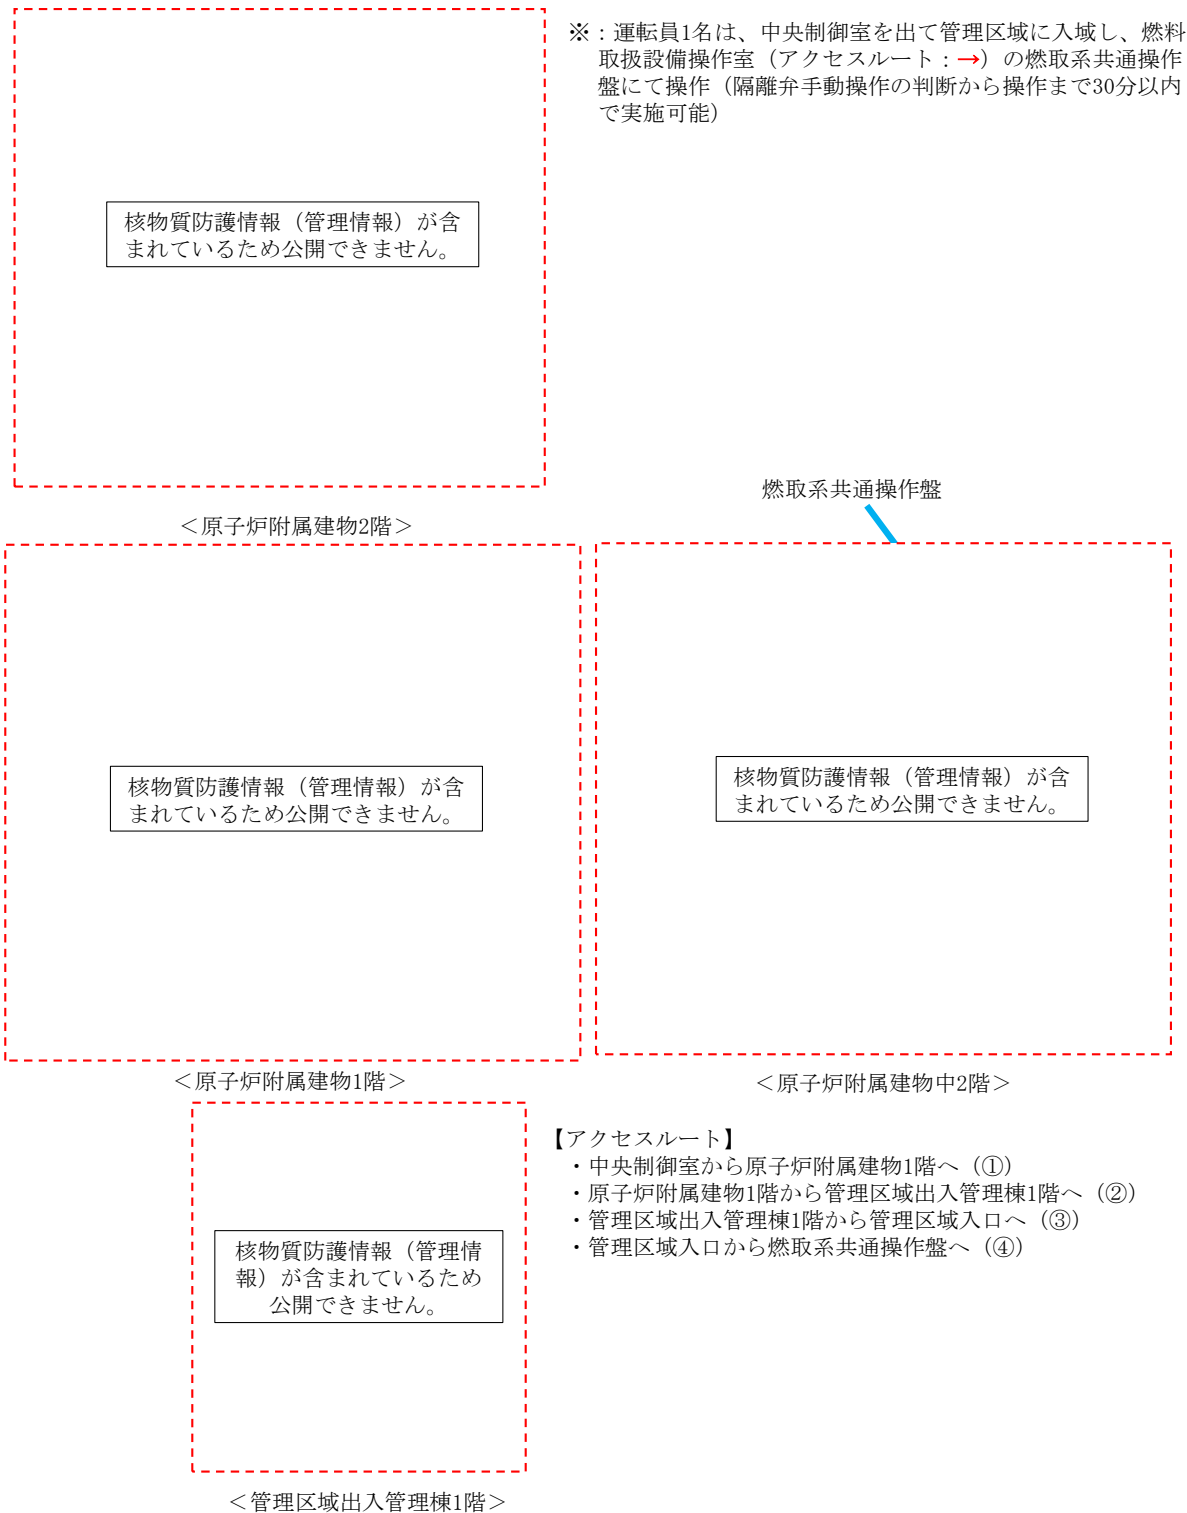 ※：運転員1名は、中央制御室を出て管理区域に入域し、燃料
取扱設備操作室（アクセスルート：→）の燃取系共通操作
盤にて操作（隔離弁手動操作の判断から操作まで30分以内
で実施可能）
核物質防護情報（管理情報）が含
まれているため公開できません。
＜原子炉附属建物2階＞
燃取系共通操作盤
核物質防護情報（管理情報）が含
まれているため公開できません。
＜原子炉附属建物1階＞
核物質防護情報（管理情報）が含
まれているため公開できません。
＜原子炉附属建物中2階＞
核物質防護情報（管理情
報）が含まれているため
公開できません。
＜管理区域出入管理棟1階＞
【アクセスルート】
・中央制御室から原子炉附属建物1階へ（①）
・原子炉附属建物1階から管理区域出入管理棟1階へ（②）
・管理区域出入管理棟1階から管理区域入口へ（③）
・管理区域入口から燃取系共通操作盤へ（④）